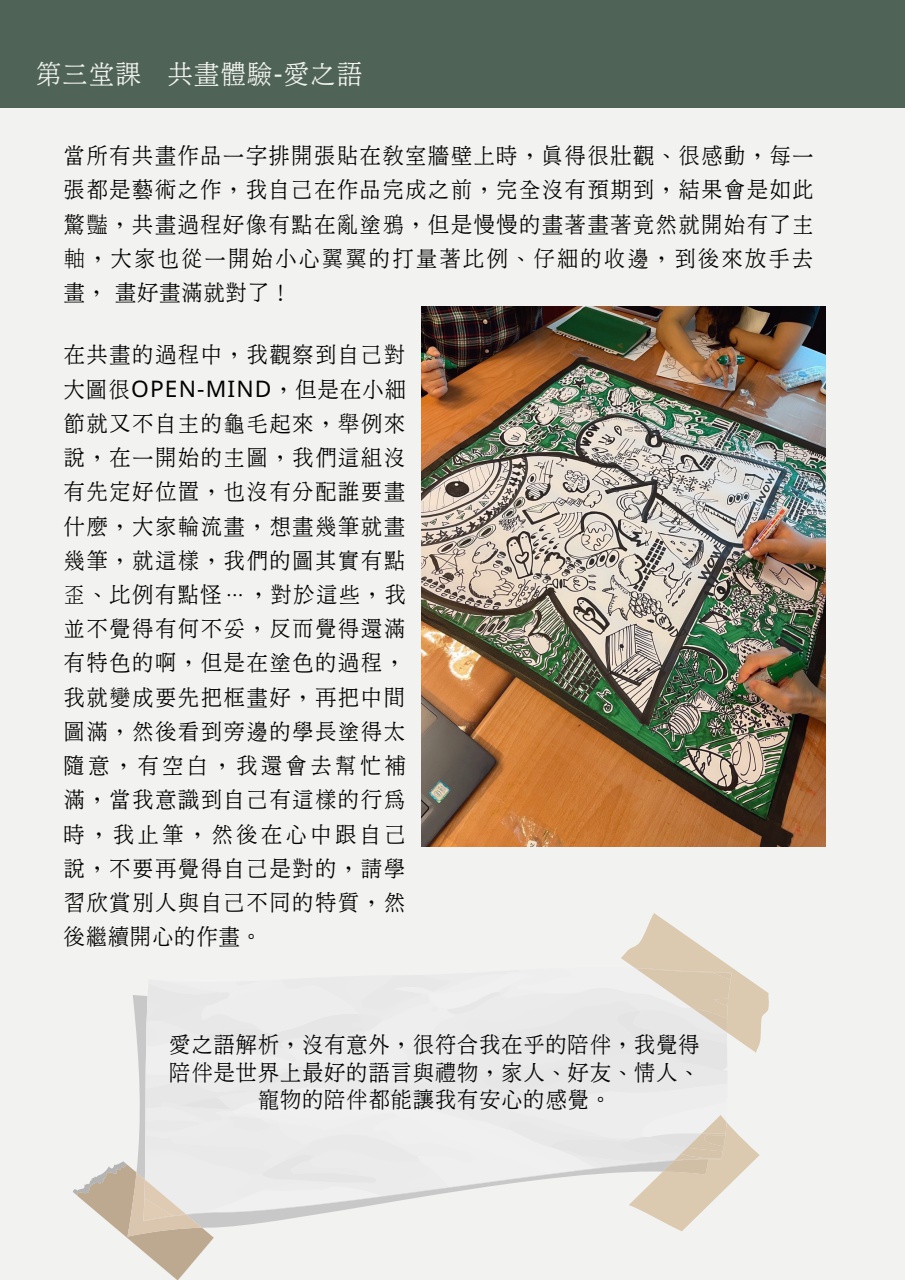 第三堂課　共畫體驗-愛之語
當所有共畫作品一字排開張貼在教室牆壁上時，真得很壯觀、很感動，每一
張都是藝術之作，我自己在作品完成之前，完全沒有預期到，結果會是如此
驚豔，共畫過程好像有點在亂塗鴉，但是慢慢的畫著畫著竟然就開始有了主
軸，大家也從一開始小心翼翼的打量著比例、仔細的收邊，到後來放手去
畫， 畫好畫滿就對了！
在共畫的過程中，我觀察到自己對
大圖很OPEN-MIND，但是在小細
節就又不自主的龜毛起來，舉例來
說，在一開始的主圖，我們這組沒
有先定好位置，也沒有分配誰要畫
什麼，大家輪流畫，想畫幾筆就畫
幾筆，就這樣，我們的圖其實有點
歪、比例有點怪…，對於這些，我
並不覺得有何不妥，反而覺得還滿
有特色的啊，但是在塗色的過程，
我就變成要先把框畫好，再把中間
圖滿，然後看到旁邊的學長塗得太
隨意，有空白，我還會去幫忙補
滿，當我意識到自己有這樣的行為
時，我止筆，然後在心中跟自己
說，不要再覺得自己是對的，請學
習欣賞別人與自己不同的特質，然
後繼續開心的作畫。
WOW
WOW
WOW
愛之語解析，沒有意外，很符合我在乎的陪伴，我覺得
陪伴是世界上最好的語言與禮物，家人、好友、情人、
寵物的陪伴都能讓我有安心的感覺。